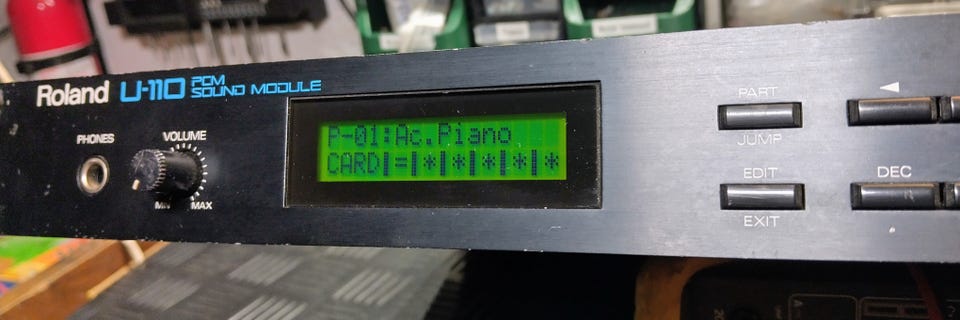 Roland U-110 PCM SOUND MODULE
PHONES
VOLUME
MIN MAX
P-01:Ac.Piano
CARD|=|*|*|*|*|*
PART
JUMP
EDIT
EXIT
DEC